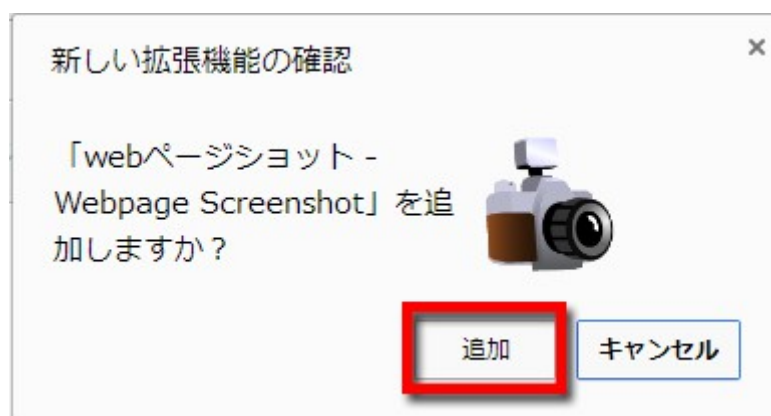 新しい拡張機能の確認
×
「webページショット -
Webpage Screenshot」を追
加しますか？
追加
キャンセル